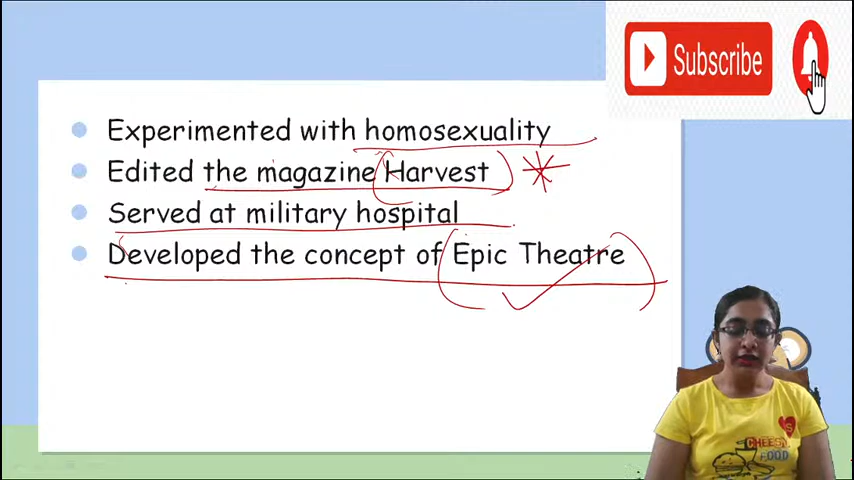 Subscribe
Experimented with homosexuality
Edited the magazine Harvest
Served at military hospital
Developed the concept of Epic Theatre
S
CHEESY
FOOD